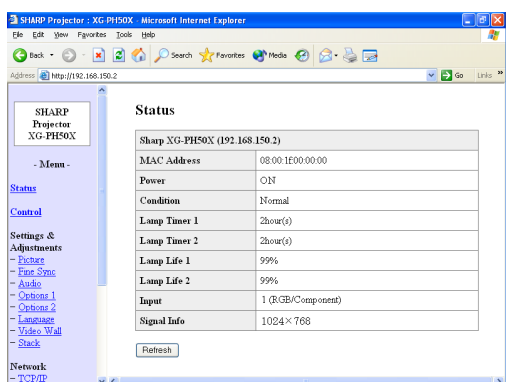 SHARP Projector : XG-PH50X - Microsoft Internet Explorer
File Edit View Favorites Tools Help
Back Search Favorites Media
Address http://192.168.150.2 Go Links »
SHARP
Projector
XG-PH50X
- Menu -
Status
Control
Settings &
Adjustments
– Picture
– Fine Sync
– Audio
– Options 1
– Options 2
– Language
– Video Wall
– Stack
Network
– TCP/IP
Status
Sharp XG-PH50X (192.168.150.2)
MAC Address 08:00:1f:00:00:00
Power ON
Condition Normal
Lamp Timer 1 2hour(s)
Lamp Timer 2 2hour(s)
Lamp Life 1 99%
Lamp Life 2 99%
Input 1 (RGB/Component)
Signal Info 1024×768
Refresh